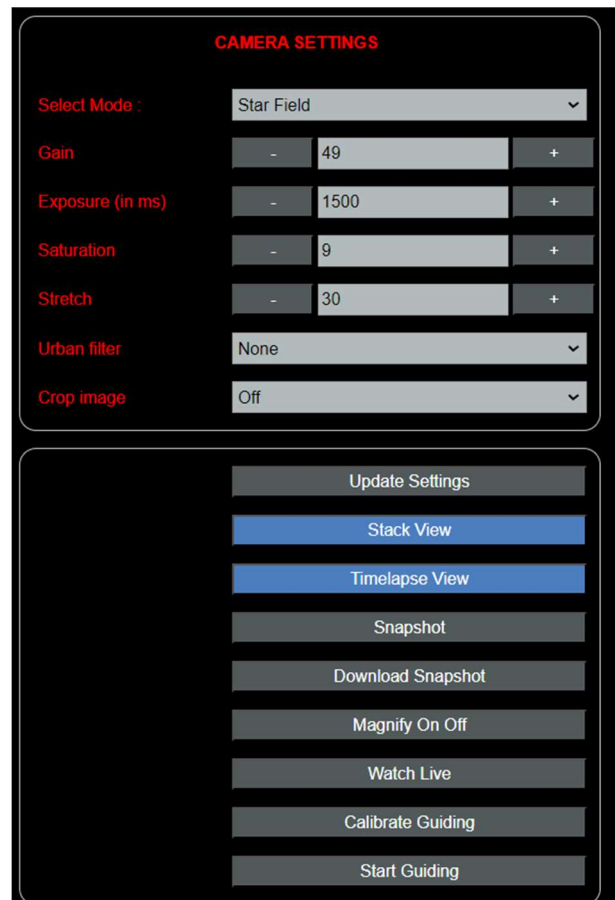 CAMERA SETTINGS
Select Mode : Star Field
Gain - 49 +
Exposure (in ms) - 1500 +
Saturation - 9 +
Stretch - 30 +
Urban filter None
Crop image Off
Update Settings
Stack View
Timelapse View
Snapshot
Download Snapshot
Magnify On Off
Watch Live
Calibrate Guiding
Start Guiding